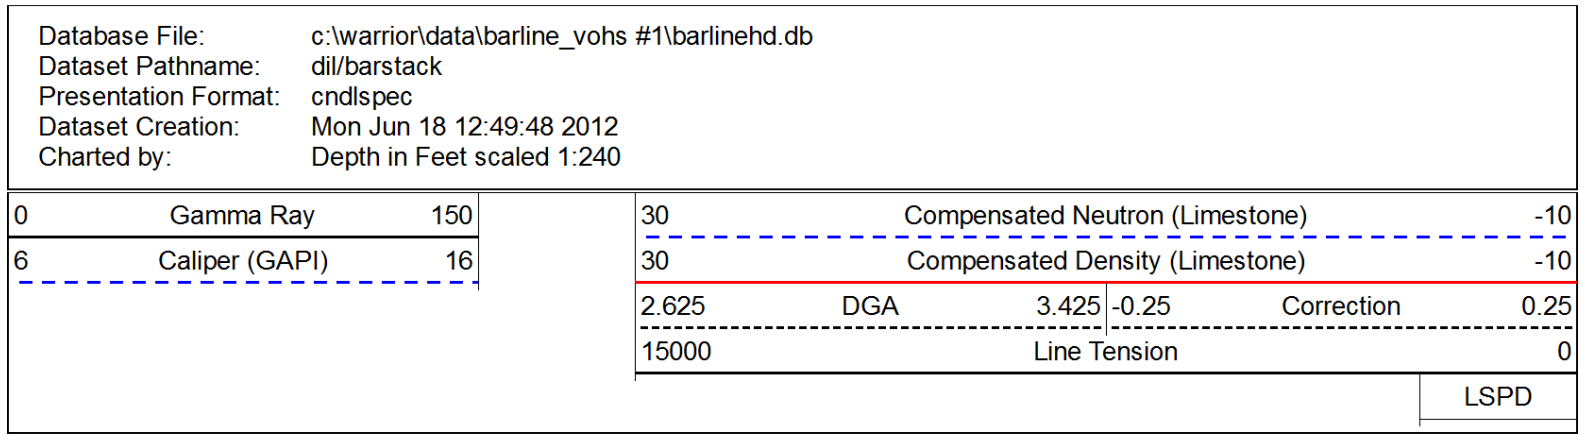 Database File: c:\warrior\data\barline_vohs #1\barlinehd.db
Dataset Pathname: dil/barstack
Presentation Format: cndlspec
Dataset Creation: Mon Jun 18 12:49:48 2012
Charted by: Depth in Feet scaled 1:240
0 Gamma Ray 150 30 Compensated Neutron (Limestone) -10
6 Caliper (GAPI) 16 30 Compensated Density (Limestone) -10
2.625 DGA 3.425 -0.25 Correction 0.25
15000 Line Tension 0
LSPD